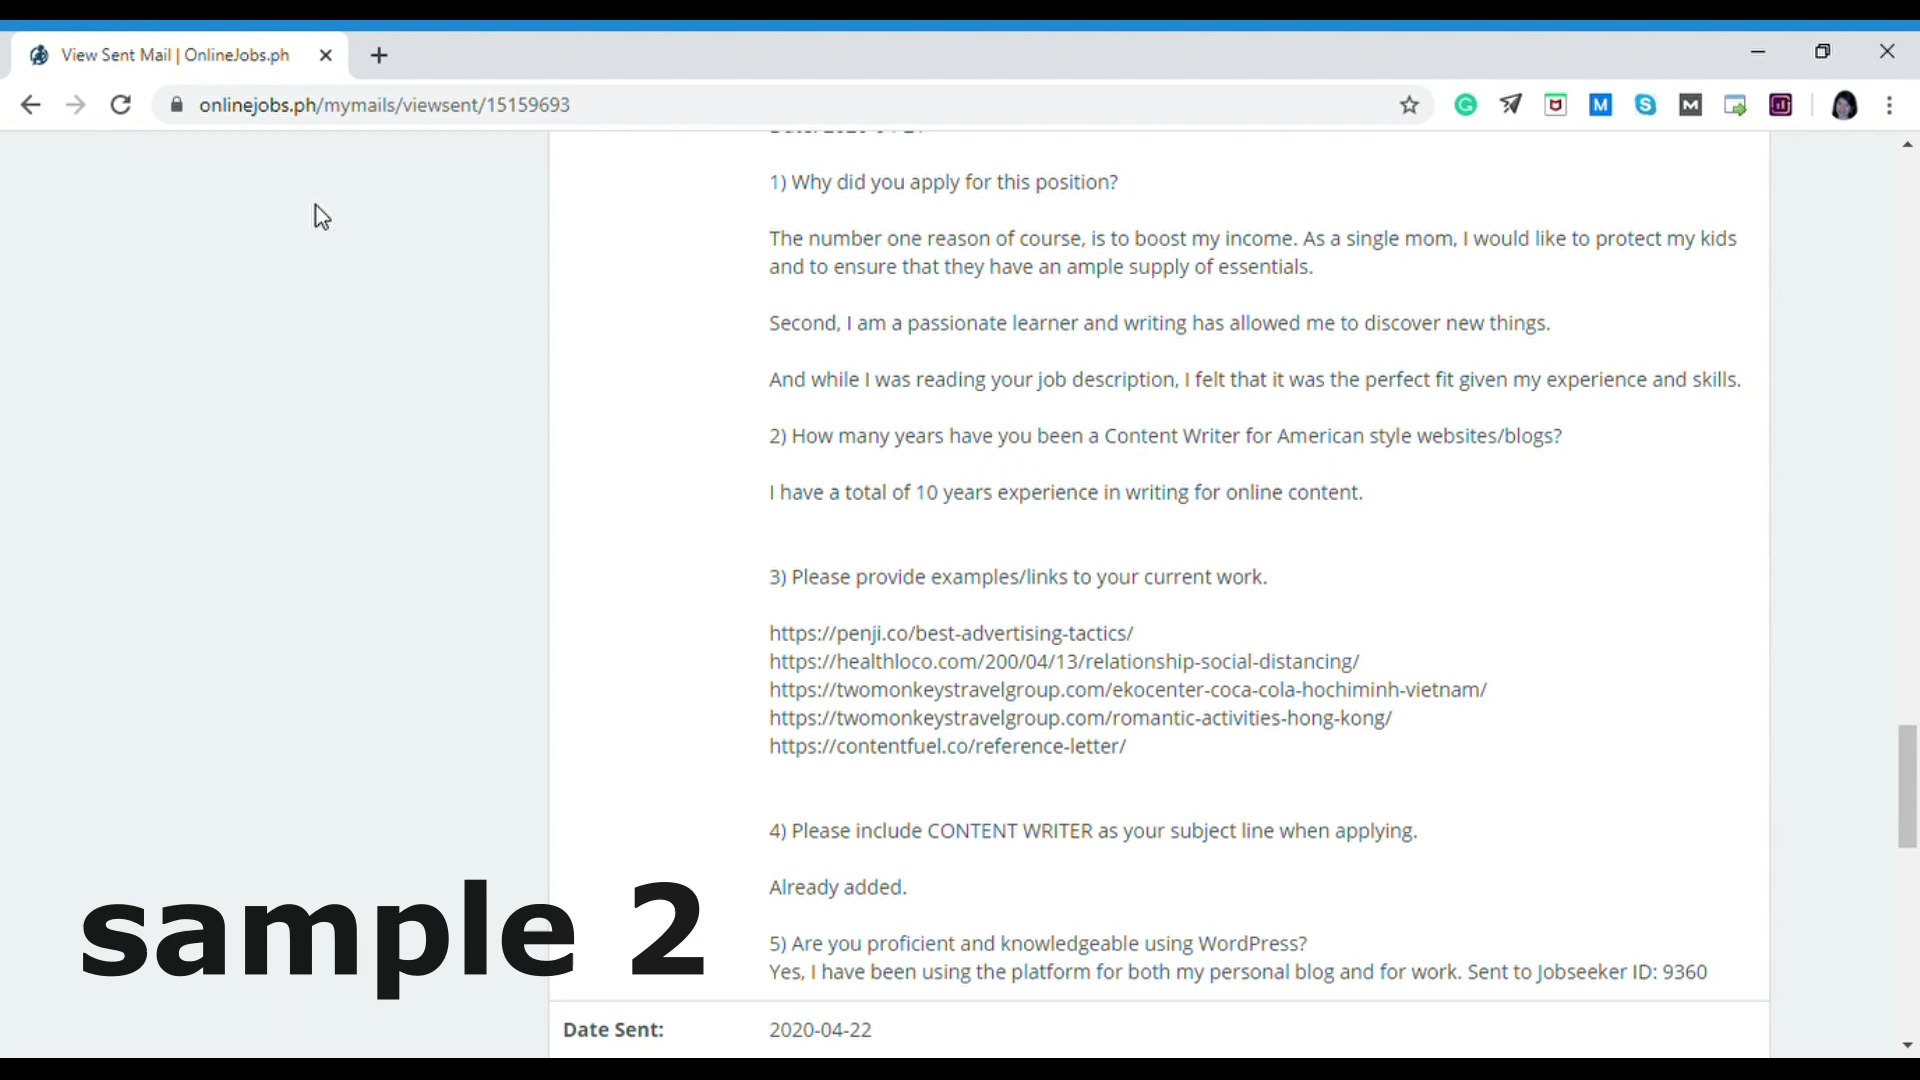 View Sent Mail | OnlineJobs.ph
onlinejobs.ph/mymails/viewsent/15159693
1) Why did you apply for this position?
The number one reason of course, is to boost my income. As a single mom, I would like to protect my kids
and to ensure that they have an ample supply of essentials.
Second, I am a passionate learner and writing has allowed me to discover new things.
And while I was reading your job description, I felt that it was the perfect fit given my experience and skills.
2) How many years have you been a Content Writer for American style websites/blogs?
I have a total of 10 years experience in writing for online content.
3) Please provide examples/links to your current work.
https://penji.co/best-advertising-tactics/
https://healthloco.com/200/04/13/relationship-social-distancing/
https://twomonkeystravelgroup.com/ekocenter-coca-cola-hochiminh-vietnam/
https://twomonkeystravelgroup.com/romantic-activities-hong-kong/
https://contentfuel.co/reference-letter/
4) Please include CONTENT WRITER as your subject line when applying.
Already added.
5) Are you proficient and knowledgeable using WordPress?
Yes, I have been using the platform for both my personal blog and for work. Sent to Jobseeker ID: 9360
Date Sent: 2020-04-22
sample 2